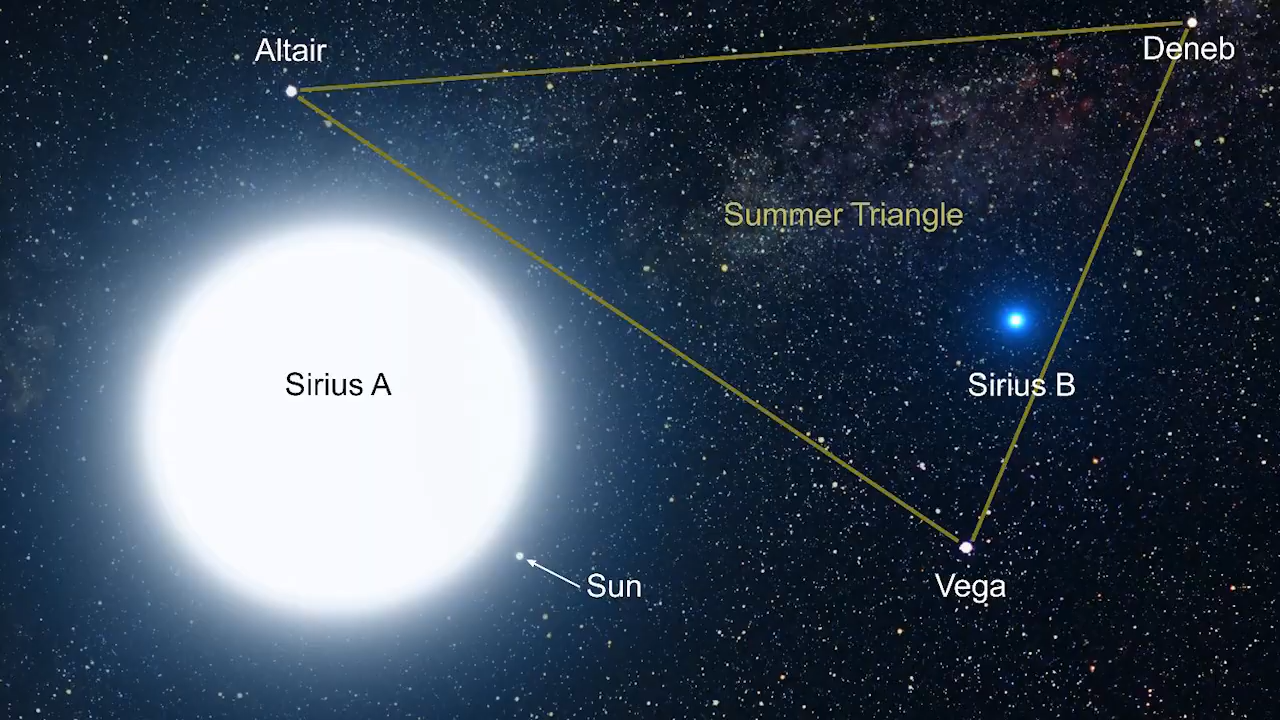 Altair
Deneb
Summer Triangle
Sirius A
Sirius B
Sun
Vega